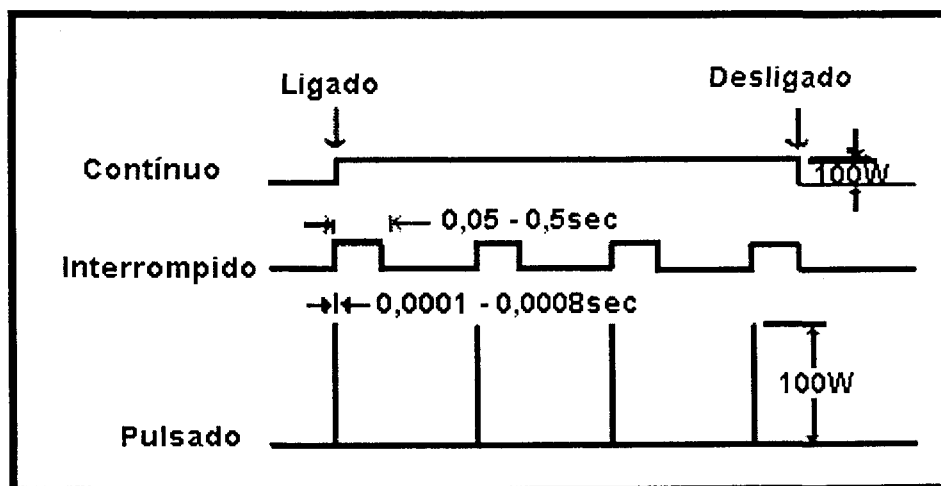 Ligado
Desligado
Contínuo
100W
0,05 - 0,5sec
Interrompido
0,0001 - 0,0008sec
100W
Pulsado